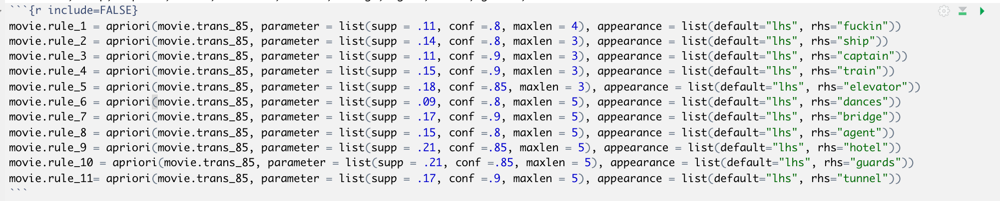 ```{r include=FALSE}
movie.rule_1 = apriori(movie.trans_85, parameter = list(supp = .11, conf =.8, maxlen = 4), appearance = list(default="lhs", rhs="fuckin"))
movie.rule_2 = apriori(movie.trans_85, parameter = list(supp = .14, conf =.8, maxlen = 3), appearance = list(default="lhs", rhs="ship"))
movie.rule_3 = apriori(movie.trans_85, parameter = list(supp = .11, conf =.9, maxlen = 3), appearance = list(default="lhs", rhs="captain"))
movie.rule_4 = apriori(movie.trans_85, parameter = list(supp = .15, conf =.9, maxlen = 3), appearance = list(default="lhs", rhs="train"))
movie.rule_5 = apriori(movie.trans_85, parameter = list(supp = .18, conf =.85, maxlen = 3), appearance = list(default="lhs", rhs="elevator"))
movie.rule_6 = apriori(movie.trans_85, parameter = list(supp = .09, conf =.8, maxlen = 5), appearance = list(default="lhs", rhs="dances"))
movie.rule_7 = apriori(movie.trans_85, parameter = list(supp = .17, conf =.9, maxlen = 5), appearance = list(default="lhs", rhs="bridge"))
movie.rule_8 = apriori(movie.trans_85, parameter = list(supp = .15, conf =.8, maxlen = 5), appearance = list(default="lhs", rhs="agent"))
movie.rule_9 = apriori(movie.trans_85, parameter = list(supp = .21, conf =.85, maxlen = 5), appearance = list(default="lhs", rhs="hotel"))
movie.rule_10 = apriori(movie.trans_85, parameter = list(supp = .21, conf =.85, maxlen = 5), appearance = list(default="lhs", rhs="guards"))
movie.rule_11= apriori(movie.trans_85, parameter = list(supp = .17, conf =.9, maxlen = 5), appearance = list(default="lhs", rhs="tunnel"))
```